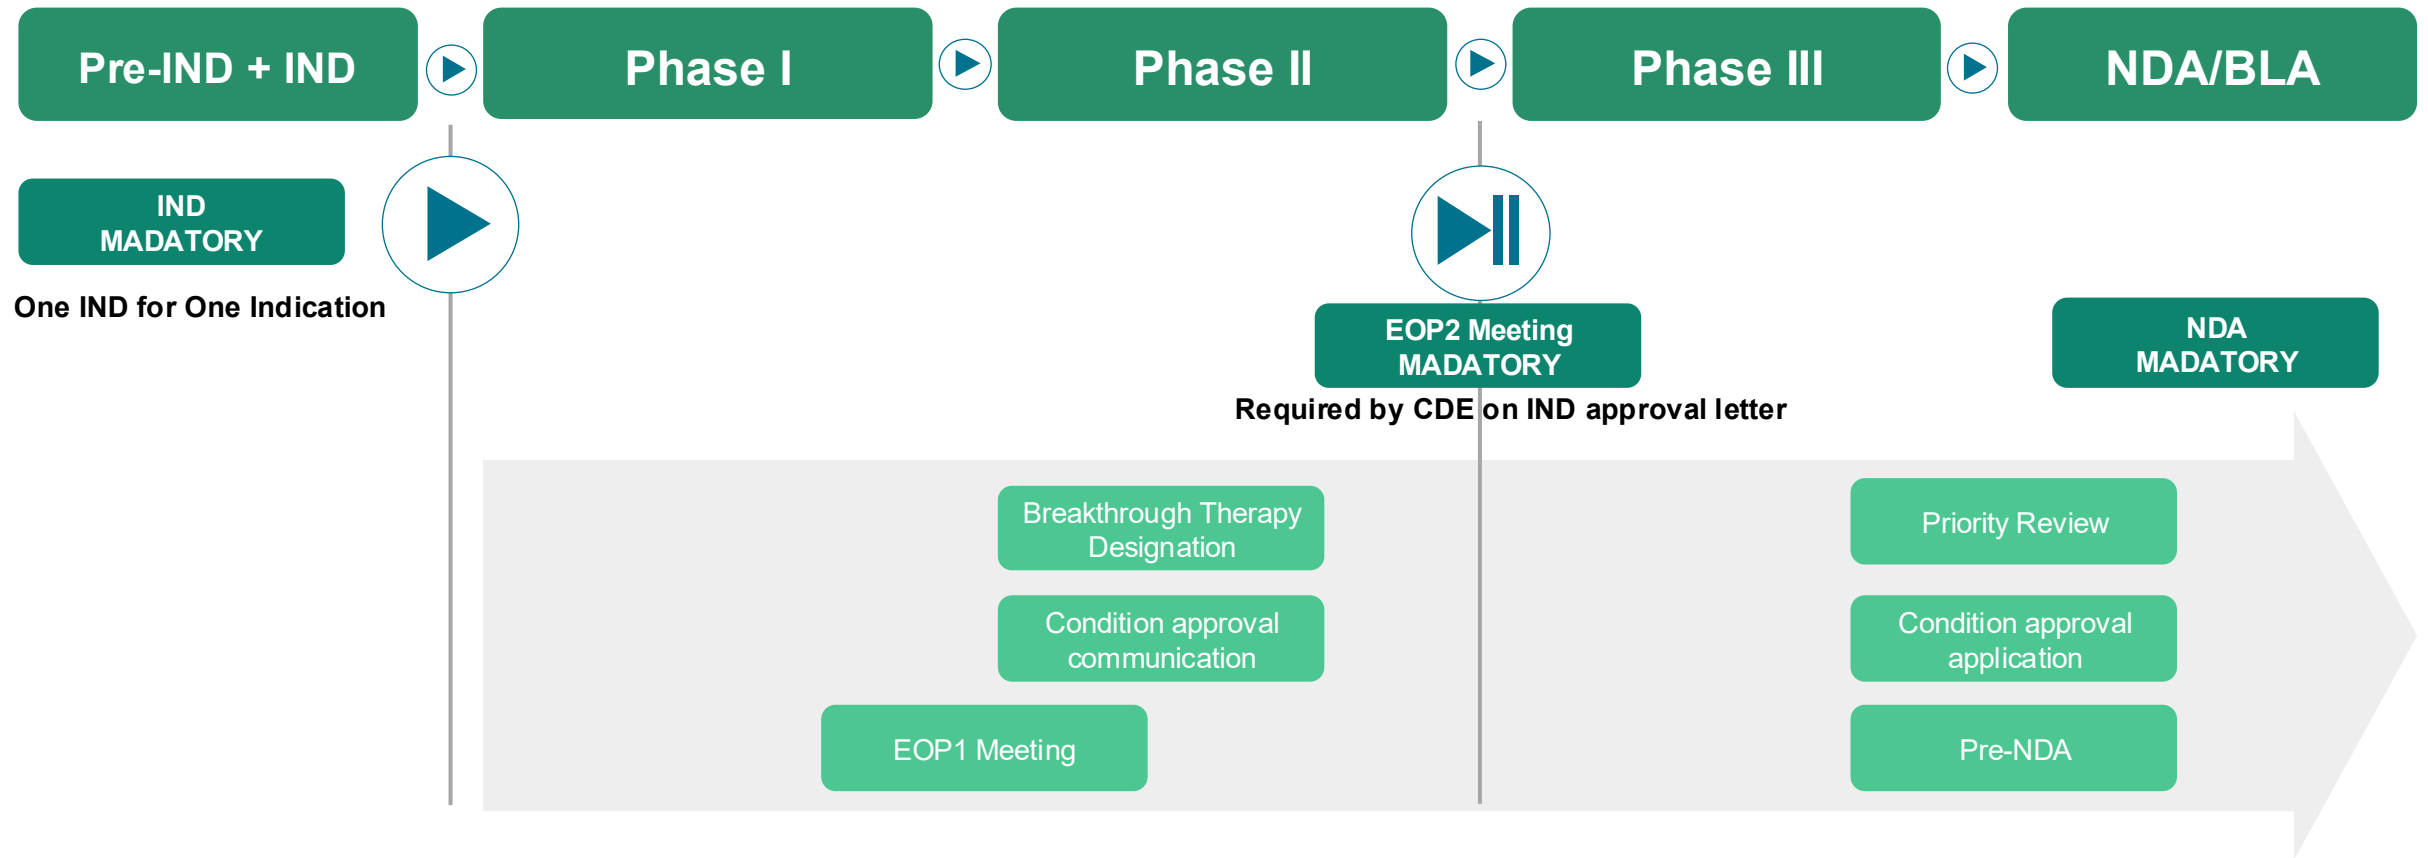 Pre-IND + IND
Phase I
Phase II
Phase III
NDA/BLA
IND
MADATORY
One IND for One Indication
EOP2 Meeting
MADATORY
Required by CDE on IND approval letter
NDA
MADATORY
Breakthrough Therapy
Designation
Priority Review
Condition approval
communication
Condition approval
application
EOP1 Meeting
Pre-NDA